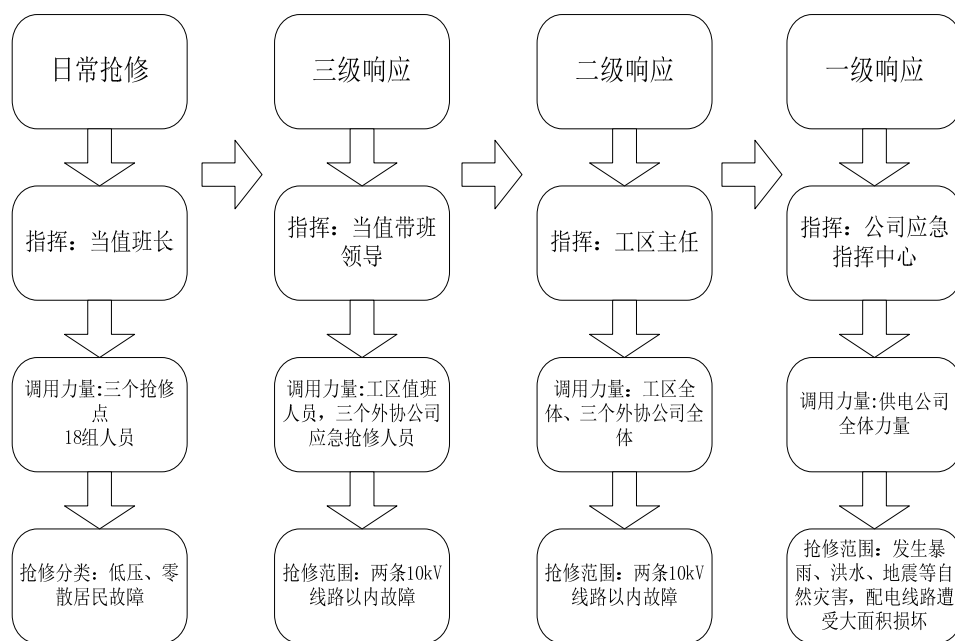 日常抢修
三级响应
二级响应
一级响应
指挥：当值班长
指挥：当值带班
领导
指挥：工区主任
指挥：公司应急
指挥中心
调用力量:三个抢修
点
18组人员
调用力量:工区值班
人员，三个外协公司
应急抢修人员
调用力量：工区全
体、三个外协公司全
体
调用力量:供电公司
全体力量
抢修分类：低压、零
散居民故障
抢修范围：两条10kV
线路以内故障
抢修范围：两条10kV
线路以内故障
抢修范围：发生暴
雨、洪水、地震等自
然灾害，配电线路遭
受大面积损坏